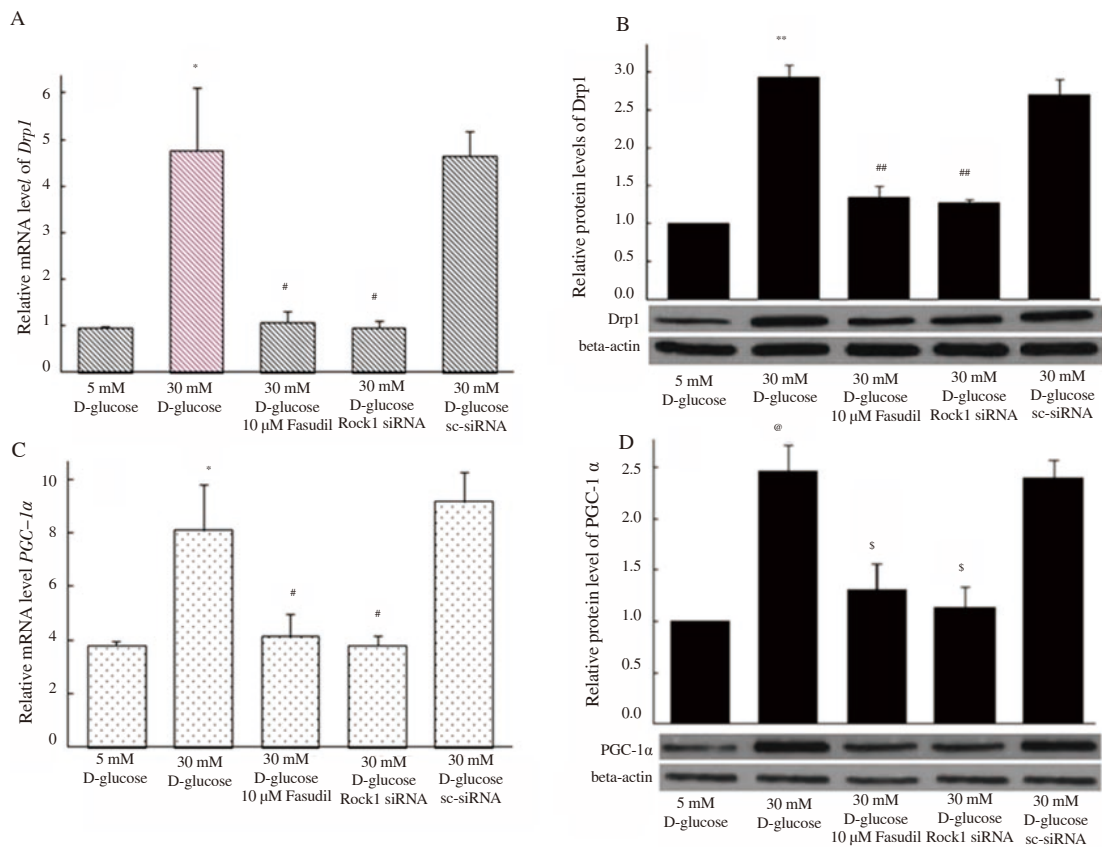 A
Relative mRNA level of Drp1
6
5
4
3
2
1
0
*
#
#
5 mM
D-glucose
30 mM
D-glucose
30 mM
D-glucose
10 μM Fasudil
30 mM
D-glucose
Rock1 siRNA
30 mM
D-glucose
sc-siRNA
B
Relative protein levels of Drp1
3.0
2.5
2.0
1.5
1.0
0.5
0.0
**
##
##
Drp1
beta-actin
5 mM
D-glucose
30 mM
D-glucose
30 mM
D-glucose
10 μM Fasudil
30 mM
D-glucose
Rock1 siRNA
30 mM
D-glucose
sc-siRNA
C
Relative mRNA level PGC-1α
10
8
6
4
2
0
*
#
#
5 mM
D-glucose
30 mM
D-glucose
30 mM
D-glucose
10 μM Fasudil
30 mM
D-glucose
Rock1 siRNA
30 mM
D-glucose
sc-siRNA
D
Relative protein level of PGC-1 α
2.5
2.0
1.5
1.0
0.5
0.0
@
$
$
PGC-1α
beta-actin
5 mM
D-glucose
30 mM
D-glucose
30 mM
D-glucose
10 μM Fasudil
30 mM
D-glucose
Rock1 siRNA
30 mM
D-glucose
sc-siRNA